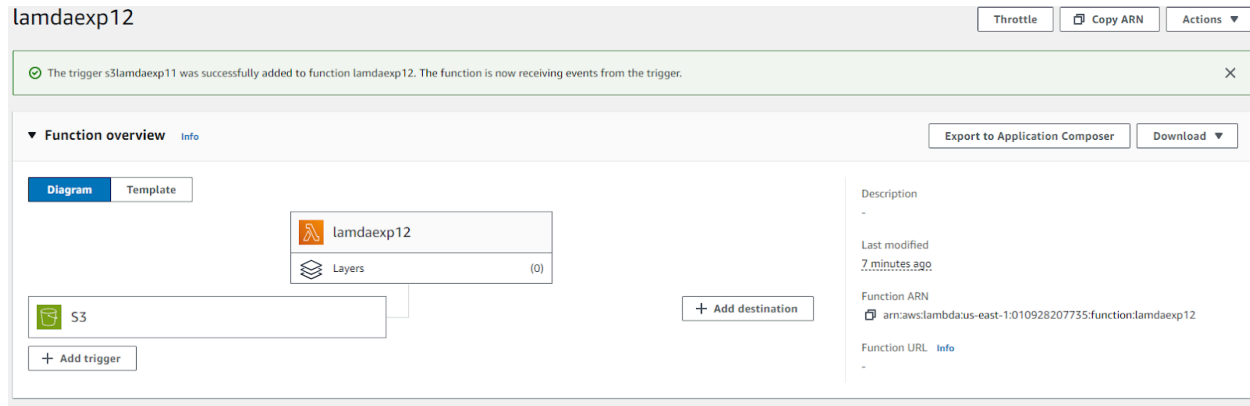 lamdaexp12
Throttle
Copy ARN
Actions
The trigger s3lamdaexp11 was successfully added to function lamdaexp12. The function is now receiving events from the trigger.
Function overview Info
Export to Application Composer
Download
Diagram
Template
lamdaexp12
Layers (0)
S3
+ Add trigger
+ Add destination
Description
-
Last modified
7 minutes ago
Function ARN
arn:aws:lambda:us-east-1:010928207735:function:lamdaexp12
Function URL Info
-